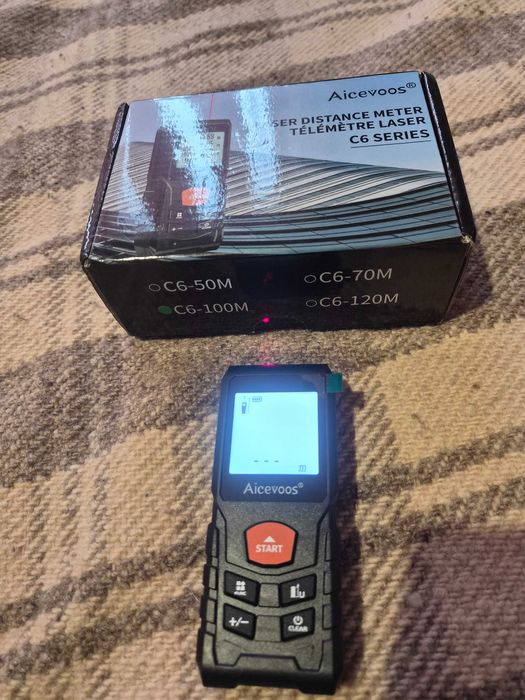 Aicevoos®
SER DISTANCE METER
TÉLÉMÈTRE LASER
C6 SERIES
C6-50M
C6-70M
C6-100M
C6-120M
- - -
m
Aicevoos®
START
FUNC
U
+/-
CLEAR